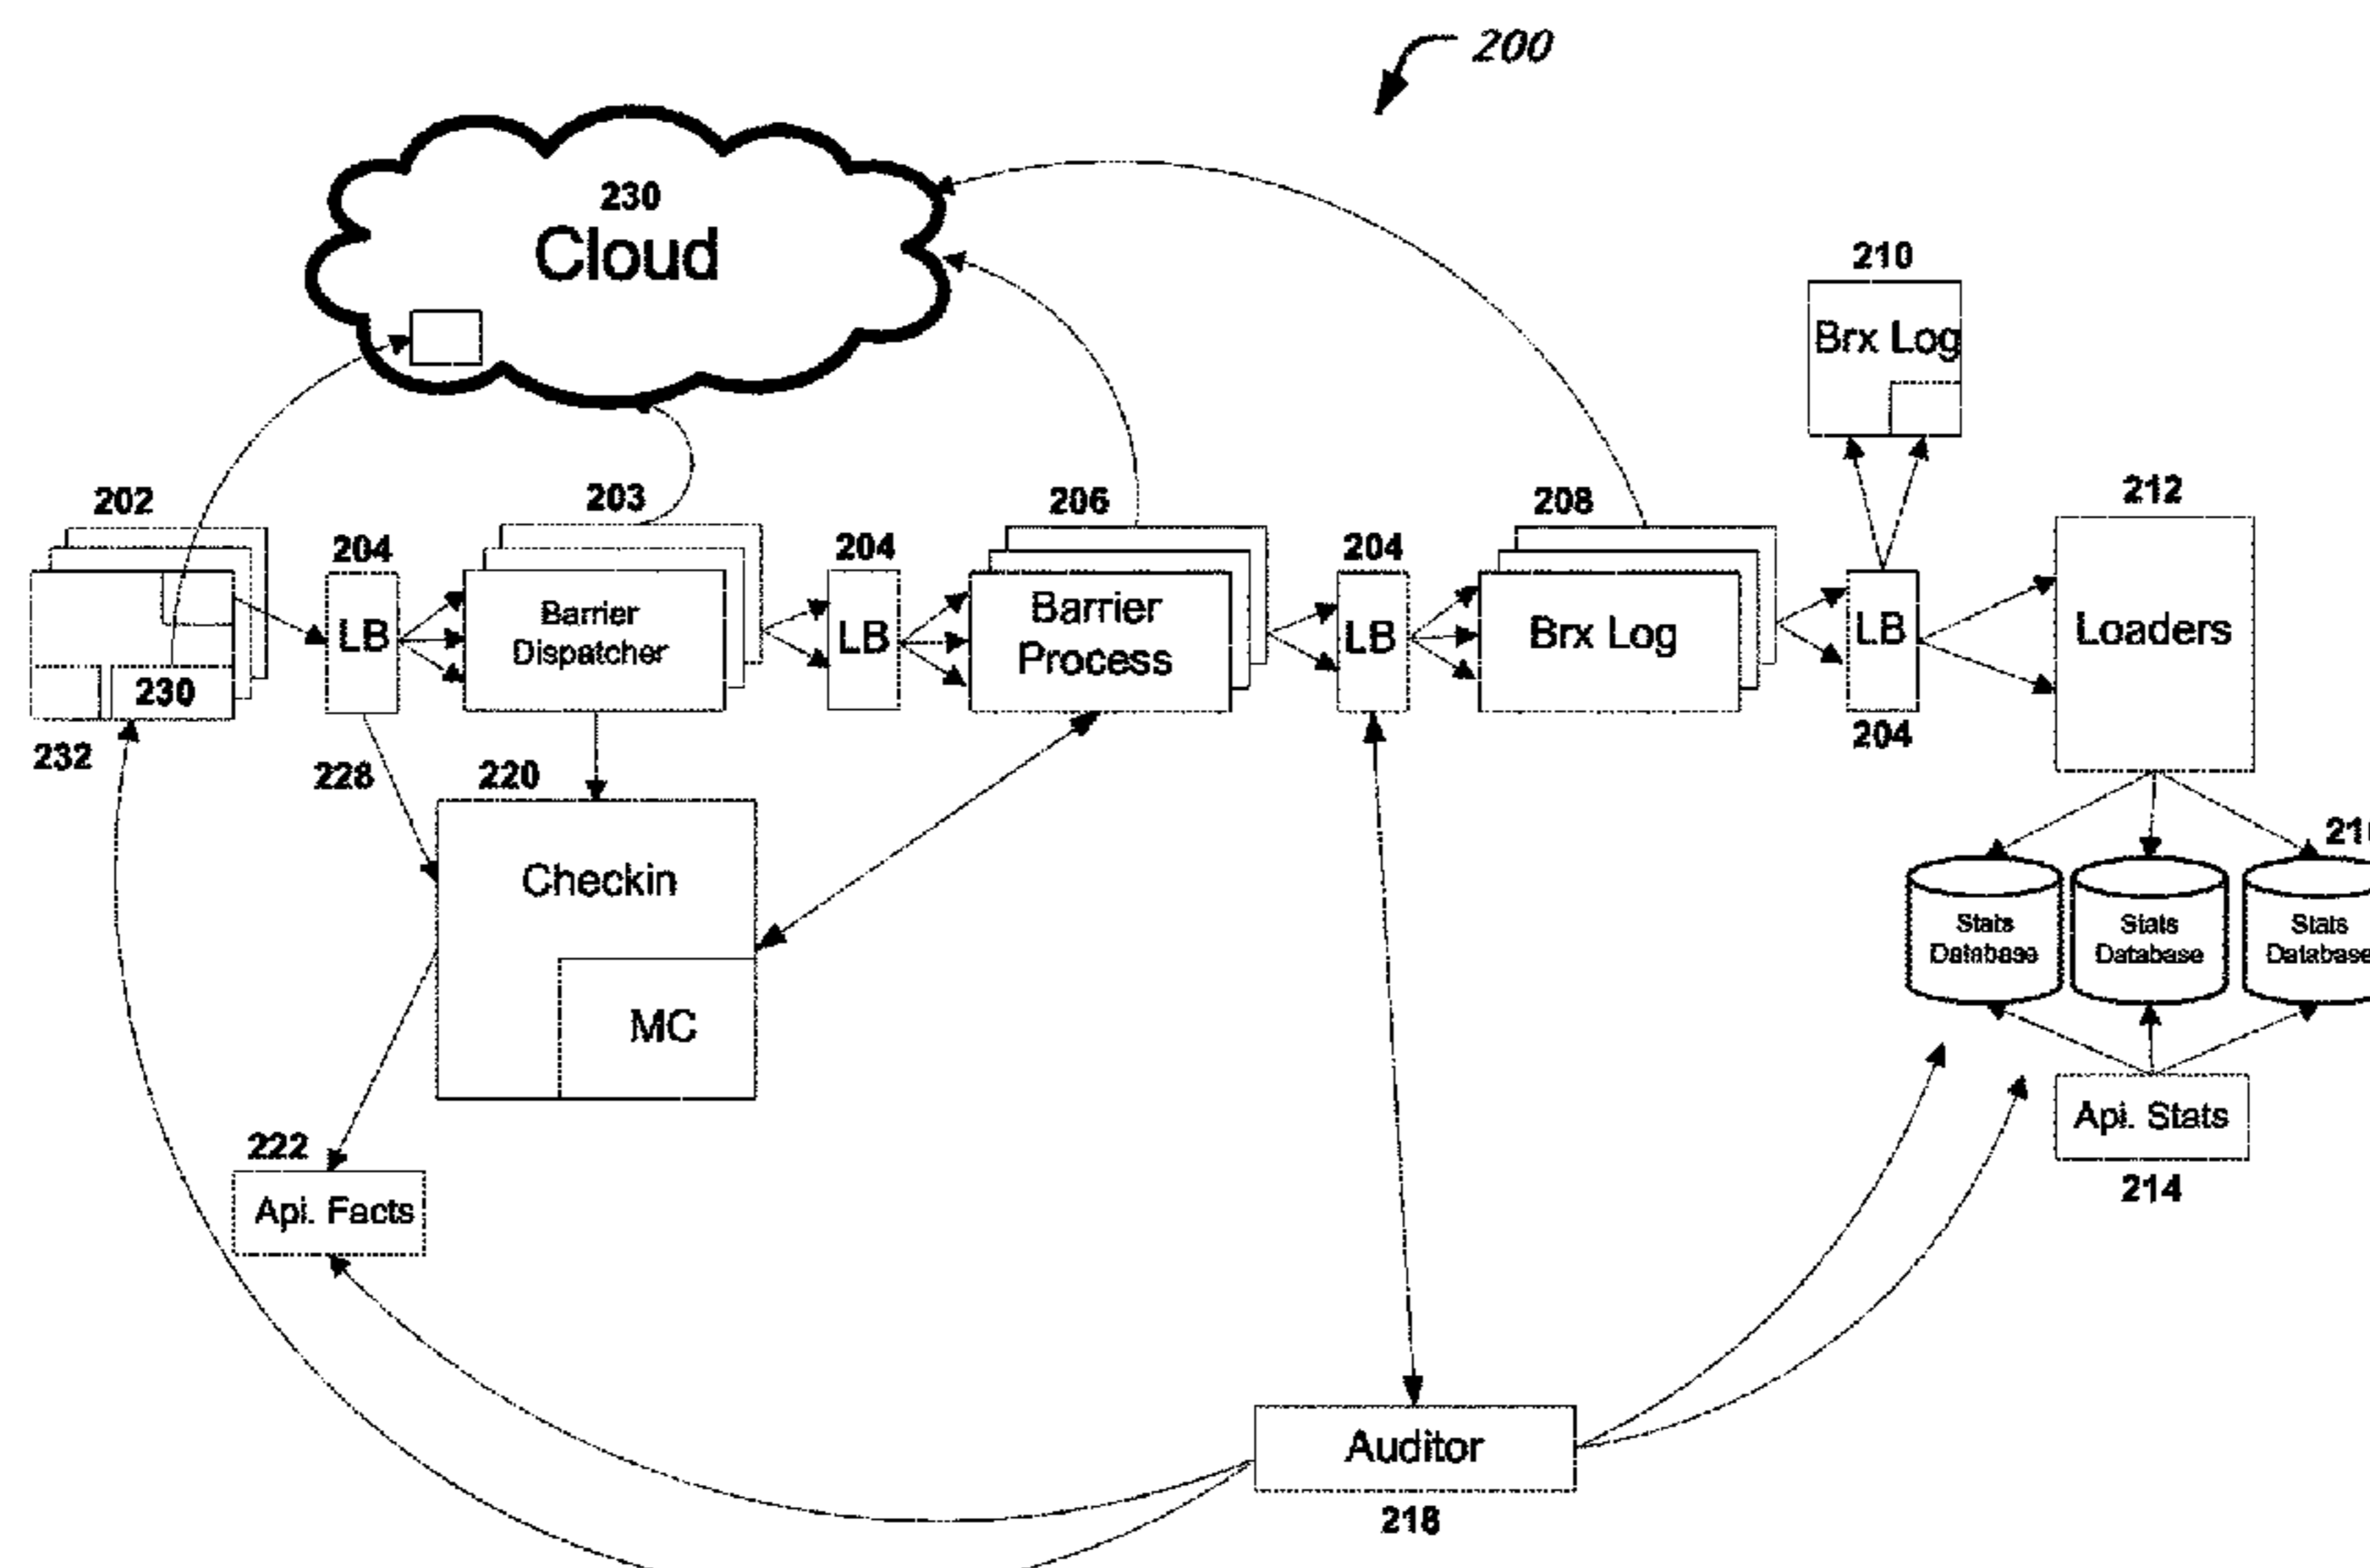 200
230
Cloud
210
Brx Log
202
203
206
208
212
204
204
204
LB
Barrier
Dispatcher
LB
Barrier
Process
LB
Brx Log
LB
Loaders
230
232
228
220
204
Checkin
MC
Stats
Database
Stats
Database
Stats
Database
222
Api. Facts
Api. Stats
214
Auditor
218